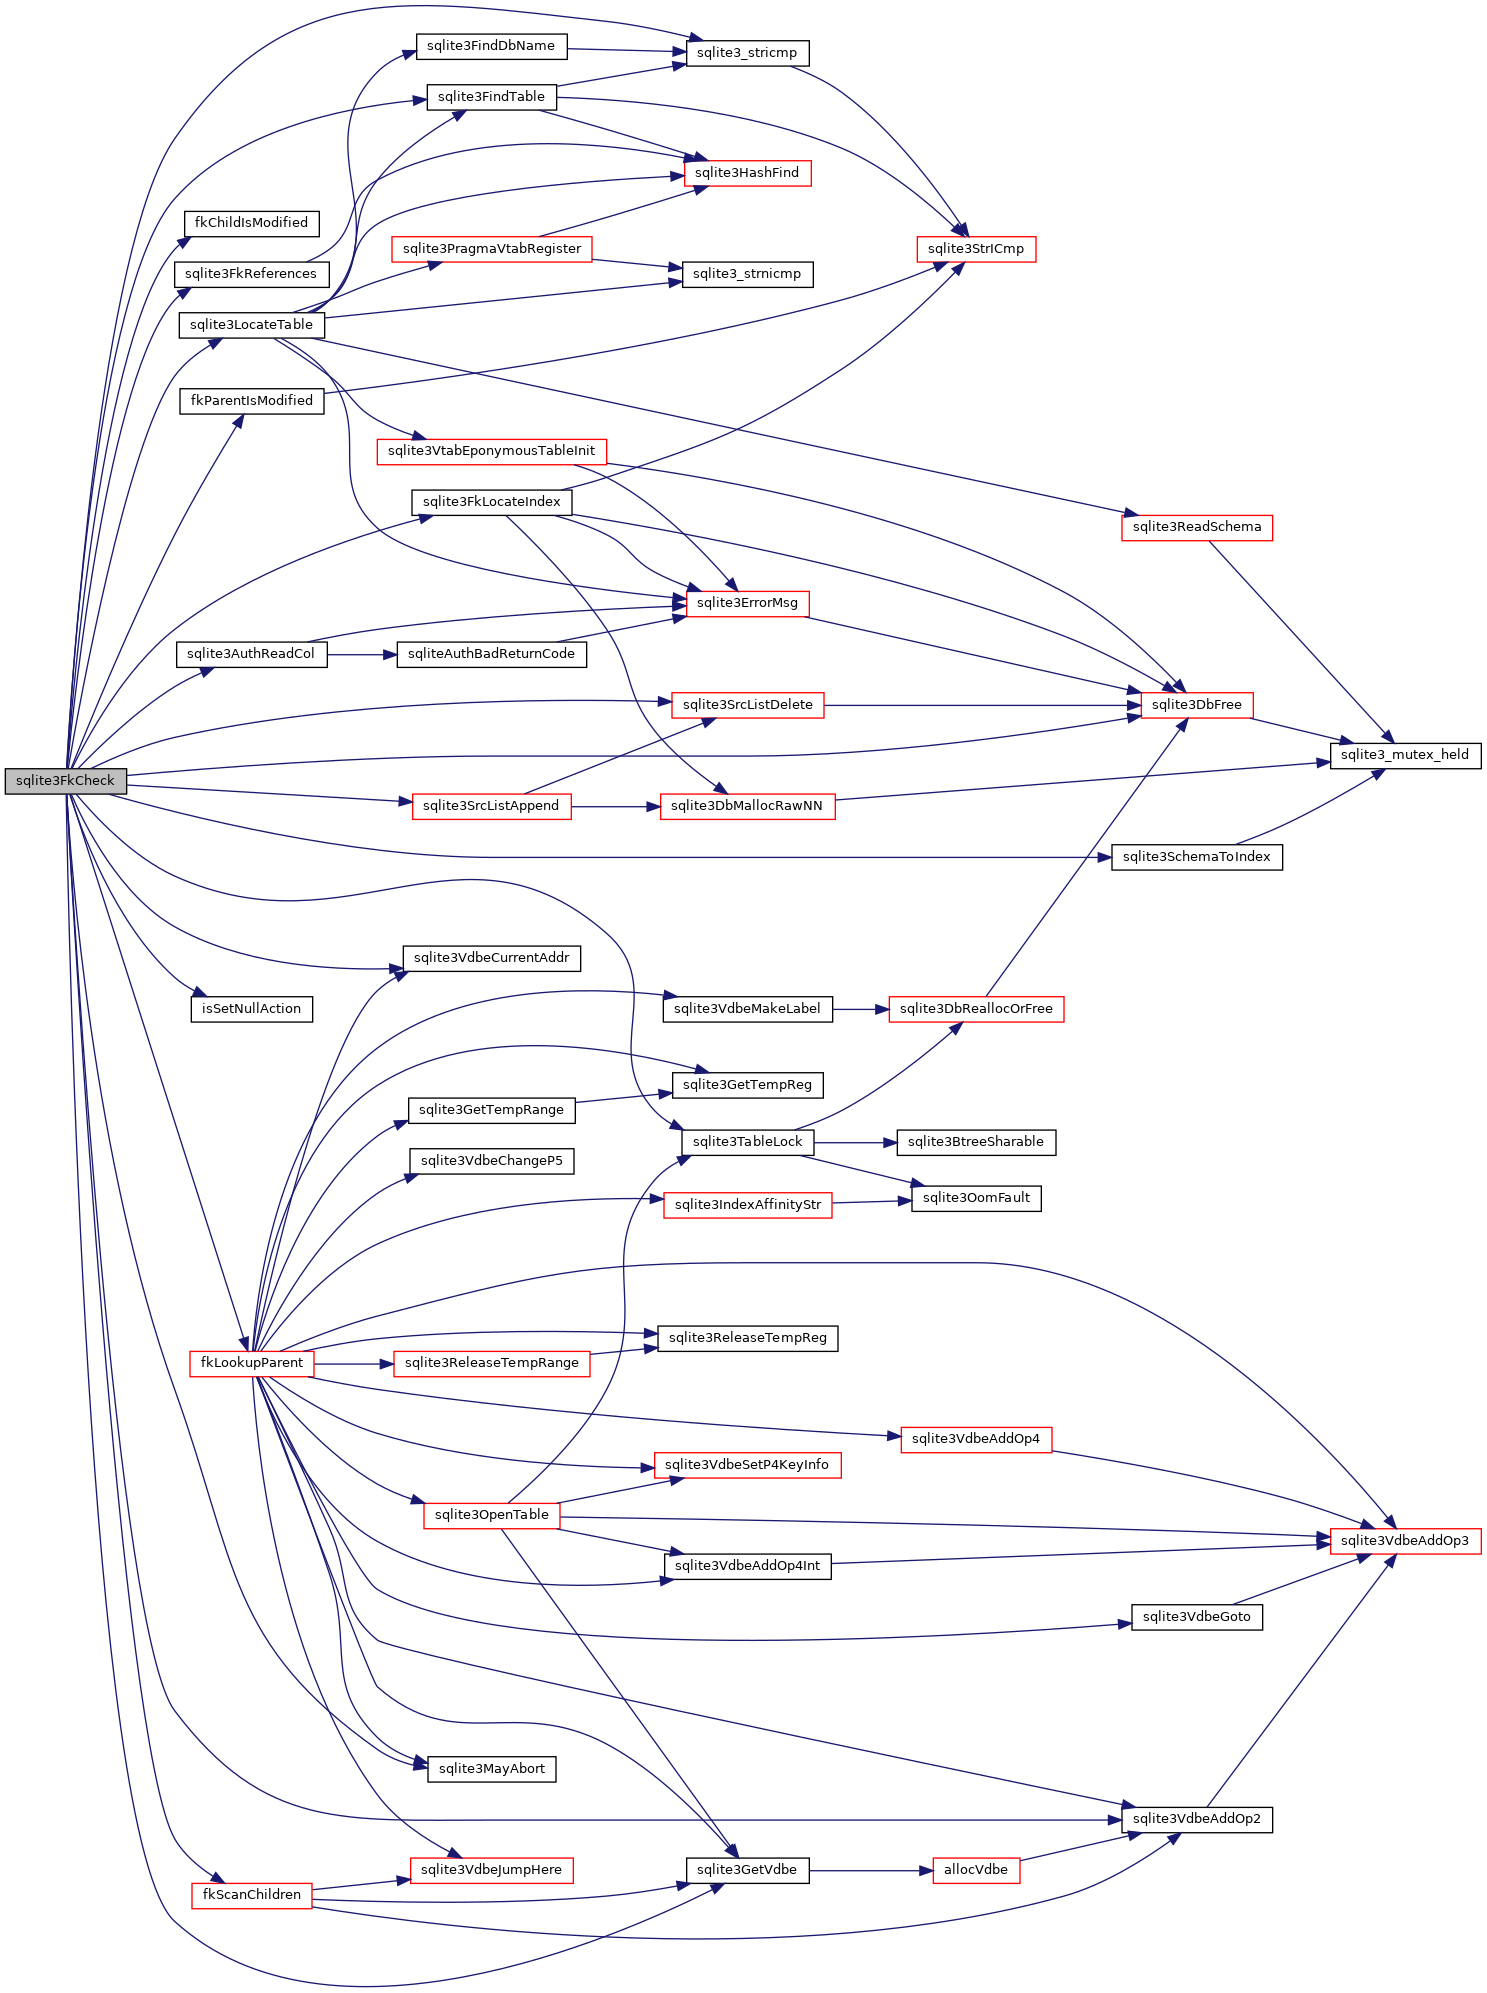 sqlite3FindDbName
sqlite3_stricmp
sqlite3FindTable
sqlite3HashFind
fkChildIsModified
sqlite3PragmaVtabRegister
sqlite3StrICmp
sqlite3FkReferences
sqlite3_strnicmp
sqlite3LocateTable
fkParentIsModified
sqlite3VtabEponymousTableInit
sqlite3FkLocateIndex
sqlite3ReadSchema
sqlite3ErrorMsg
sqlite3AuthReadCol
sqliteAuthBadReturnCode
sqlite3SrcListDelete
sqlite3DbFree
sqlite3_mutex_held
sqlite3FkCheck
sqlite3SrcListAppend
sqlite3DbMallocRawNN
sqlite3SchemaToIndex
sqlite3VdbeCurrentAddr
isSetNullAction
sqlite3VdbeMakeLabel
sqlite3DbReallocOrFree
sqlite3GetTempReg
sqlite3GetTempRange
sqlite3TableLock
sqlite3BtreeSharable
sqlite3VdbeChangeP5
sqlite3IndexAffinityStr
sqlite3OomFault
sqlite3ReleaseTempReg
fkLookupParent
sqlite3ReleaseTempRange
sqlite3VdbeAddOp4
sqlite3VdbeSetP4KeyInfo
sqlite3OpenTable
sqlite3VdbeAddOp3
sqlite3VdbeAddOp4Int
sqlite3VdbeGoto
sqlite3MayAbort
sqlite3VdbeAddOp2
sqlite3VdbeJumpHere
sqlite3GetVdbe
allocVdbe
fkScanChildren